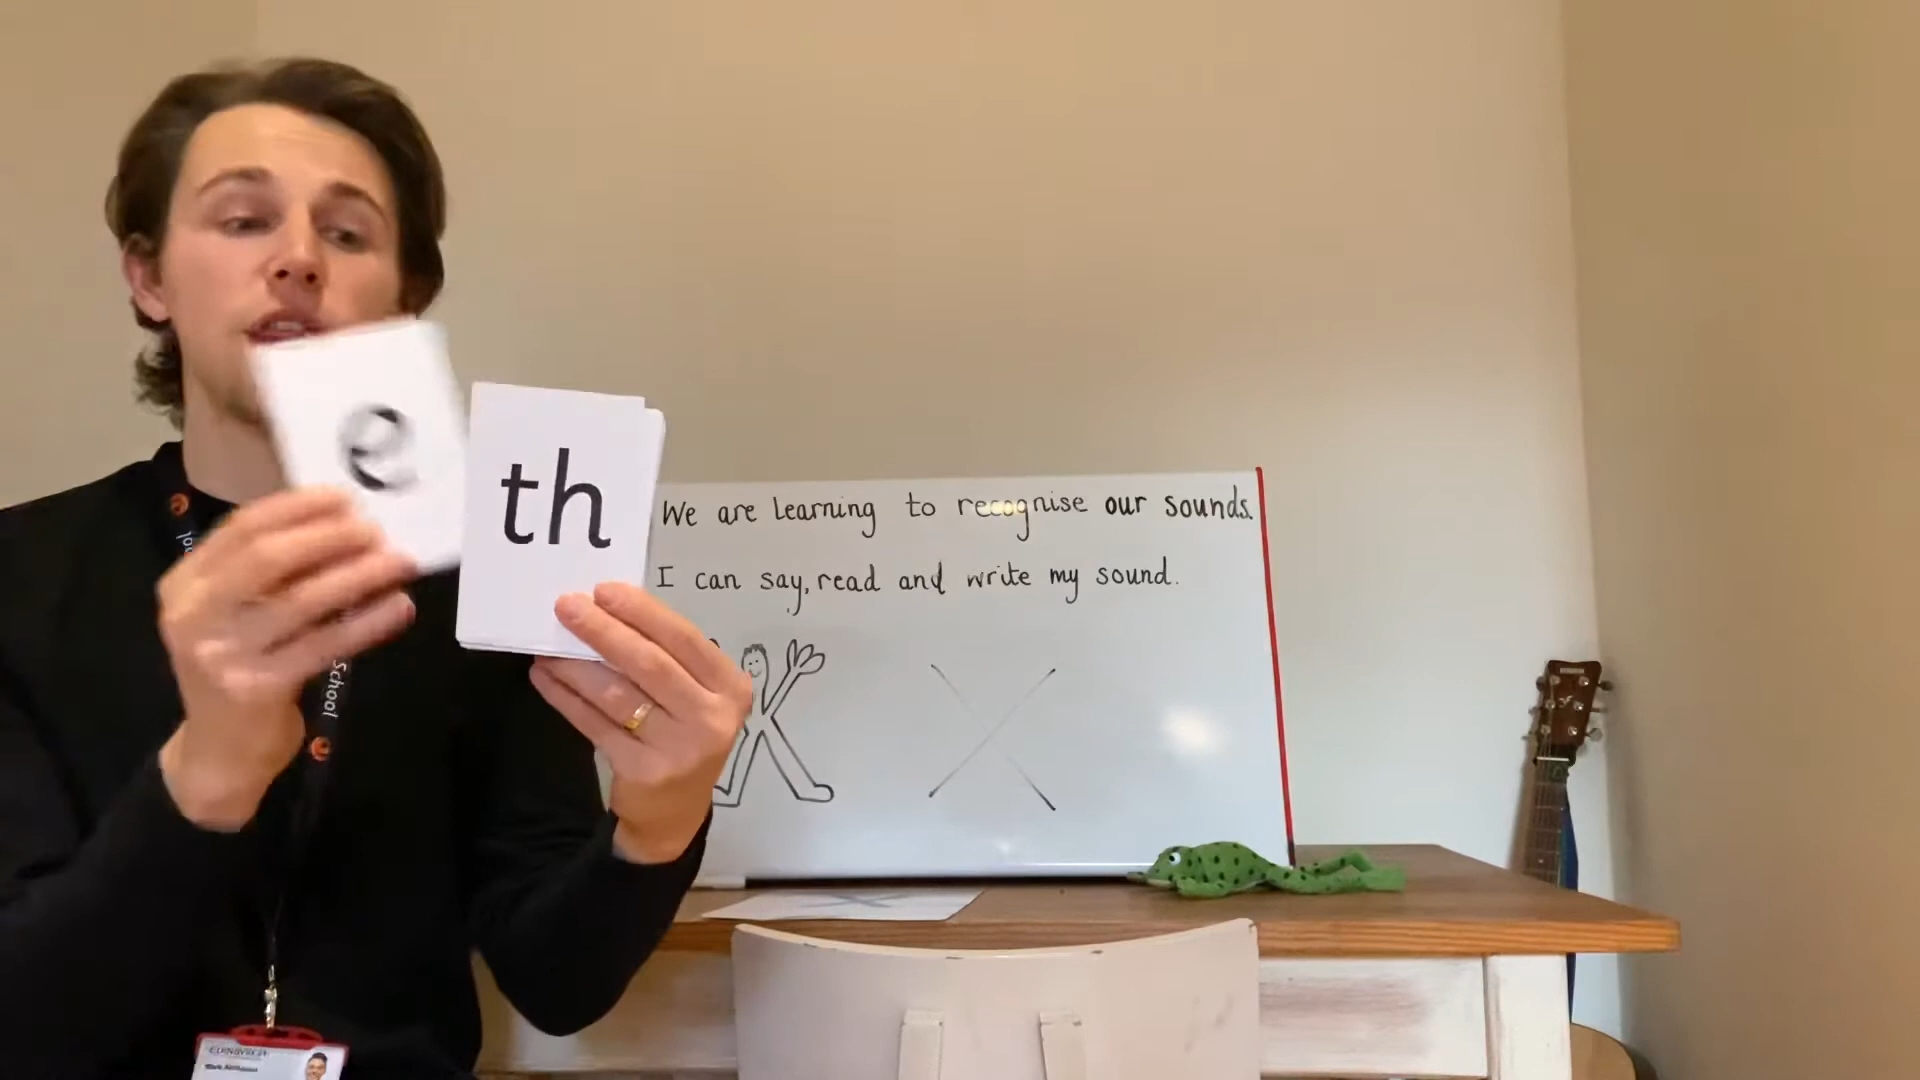 e
th
We are learning to recognise our sounds.
I can say, read and write my sound.
School